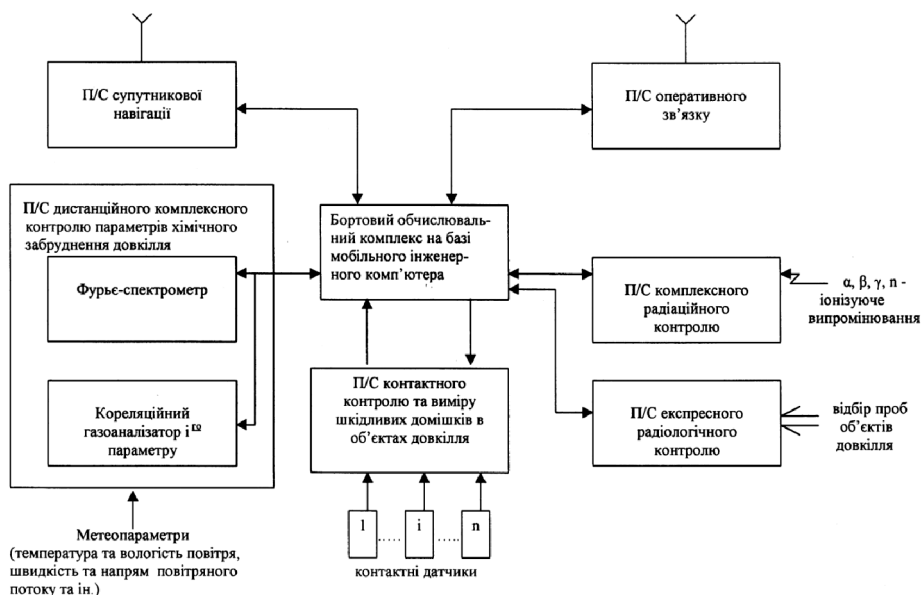 П/С супутникової
навігації
П/С оперативного
зв’язку
П/С дистанційного комплексного
контролю параметрів хімічного
забруднення довкілля
Фурьє-спектрометр
Кореляційний
газоаналізатор і
параметру
Бортовий обчислюваль-
ний комплекс на базі
мобільного інженер-
ного комп’ютера
П/С комплексного
радіаційного
контролю
α, β, γ, n -
іонізуюче
випромінювання
П/С контактного
контролю та виміру
шкідливих домішків в
об’єктах довкілля
П/С експресного
радіологічного
контролю
відбір проб
об’єктів
довкілля
1 ..... i ..... n
контактні датчики
Метеопараметри
(температура та вологість повітря,
швидкість та напрям повітряного
потоку та ін.)